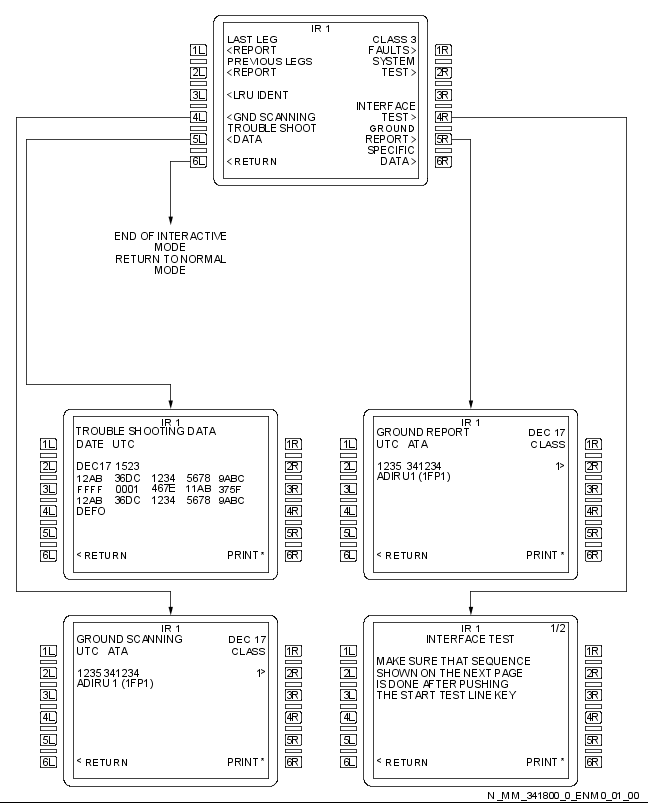 IR 1
LAST LEG CLASS 3
1L <REPORT FAULTS> 1R
PREVIOUS LEGS SYSTEM
2L <REPORT TEST> 2R
3L <LRU IDENT 3R
INTERFACE
4L <GND SCANNING TEST> 4R
TROUBLE SHOOT GROUND
5L <DATA REPORT> 5R
SPECIFIC
6L <RETURN DATA> 6R
END OF INTERACTIVE
MODE
RETURN TO NORMAL
MODE
IR 1
TROUBLE SHOOTING DATA
1L DATE UTC 1R
2L DEC17 1523 2R
12AB 36DC 1234 5678 9ABC
3L FFFF 0001 467E 11AB 375F 3R
12AB 36DC 1234 5678 9ABC
4L DEF0 4R
5L 5R
6L <RETURN PRINT* 6R
IR 1
GROUND REPORT DEC 17
1L UTC ATA CLASS 1R
2L 1235 341234 1> 2R
ADIRU1 (1FP1)
3L 3R
4L 4R
5L 5R
6L <RETURN PRINT* 6R
IR 1
GROUND SCANNING DEC 17
1L UTC ATA CLASS 1R
2L 1235 341234 1> 2R
ADIRU 1 (1FP1)
3L 3R
4L 4R
5L 5R
6L <RETURN PRINT* 6R
IR 1 1/2
INTERFACE TEST
1L 1R
MAKE SURE THAT SEQUENCE
2L SHOWN ON THE NEXT PAGE 2R
IS DONE AFTER PUSHING
3L THE START TEST LINE KEY 3R
4L 4R
5L 5R
6L <RETURN PRINT* 6R
N_MM_341800_0_ENM0_01_00